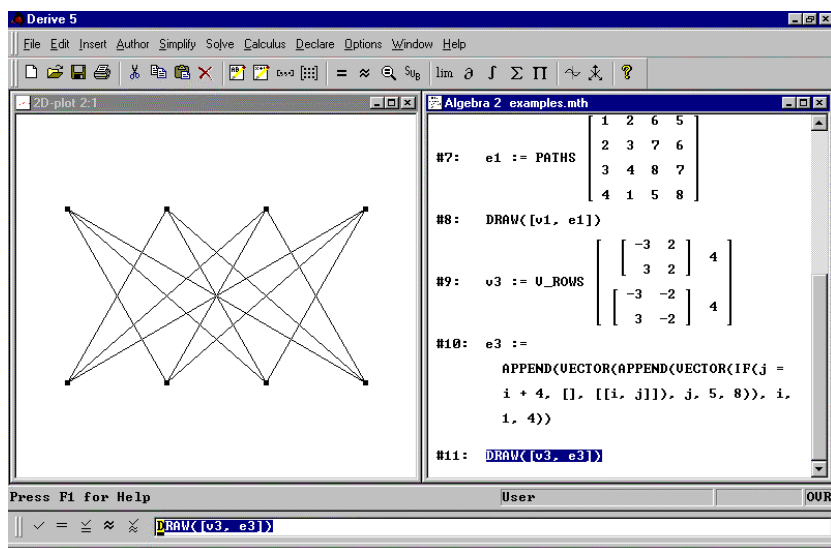 Derive 5
File Edit Insert Author Simplify Solve Calculus Declare Options Window Help
= ≈ Sub lim ∂ ∫ Σ Π ?
2D-plot 2:1
Algebra 2 examples.mth
1 2 6 5
2 3 7 6
#7: e1 := PATHS
3 4 8 7
4 1 5 8
#8: DRAW([v1, e1])
-3 2
4
3 2
#9: v3 := V_ROWS
-3 -2
4
3 -2
#10: e3 :=
APPEND(VECTOR(APPEND(VECTOR(IF(j =
i + 4, [], [[i, j]]), j, 5, 8)), i,
1, 4))
#11: DRAW([v3, e3])
Press F1 for Help User OVR
✓ = ≈ DRAW([v3, e3])